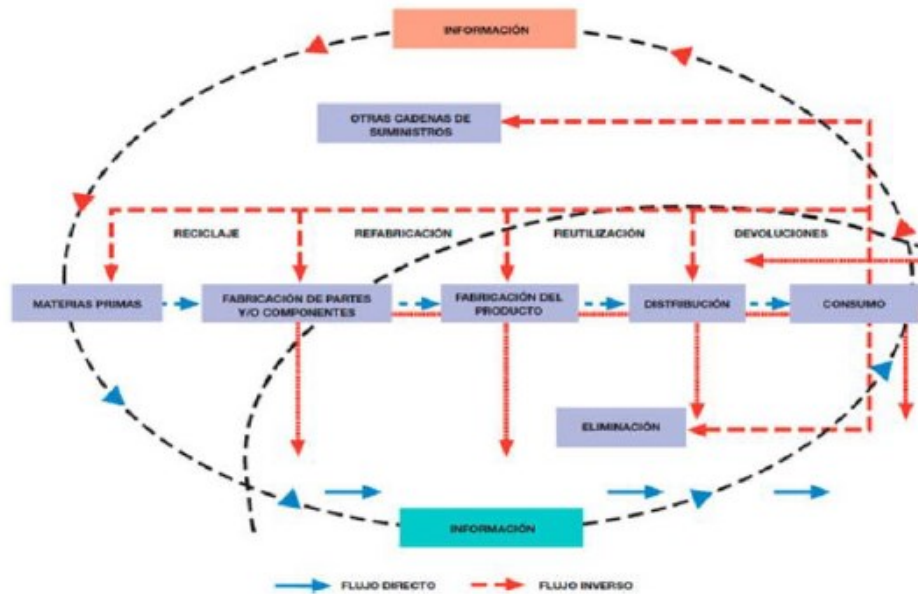 INFORMACIÓN
OTRAS CADENAS DE
SUMINISTROS
RECICLAJE
REFABRICACIÓN
REUTILIZACIÓN
DEVOLUCIONES
MATERIAS PRIMAS
FABRICACIÓN DE PARTES
Y/O COMPONENTES
FABRICACIÓN DEL
PRODUCTO
DISTRIBUCIÓN
CONSUMO
ELIMINACIÓN
INFORMACIÓN
FLUJO DIRECTO
FLUJO INVERSO